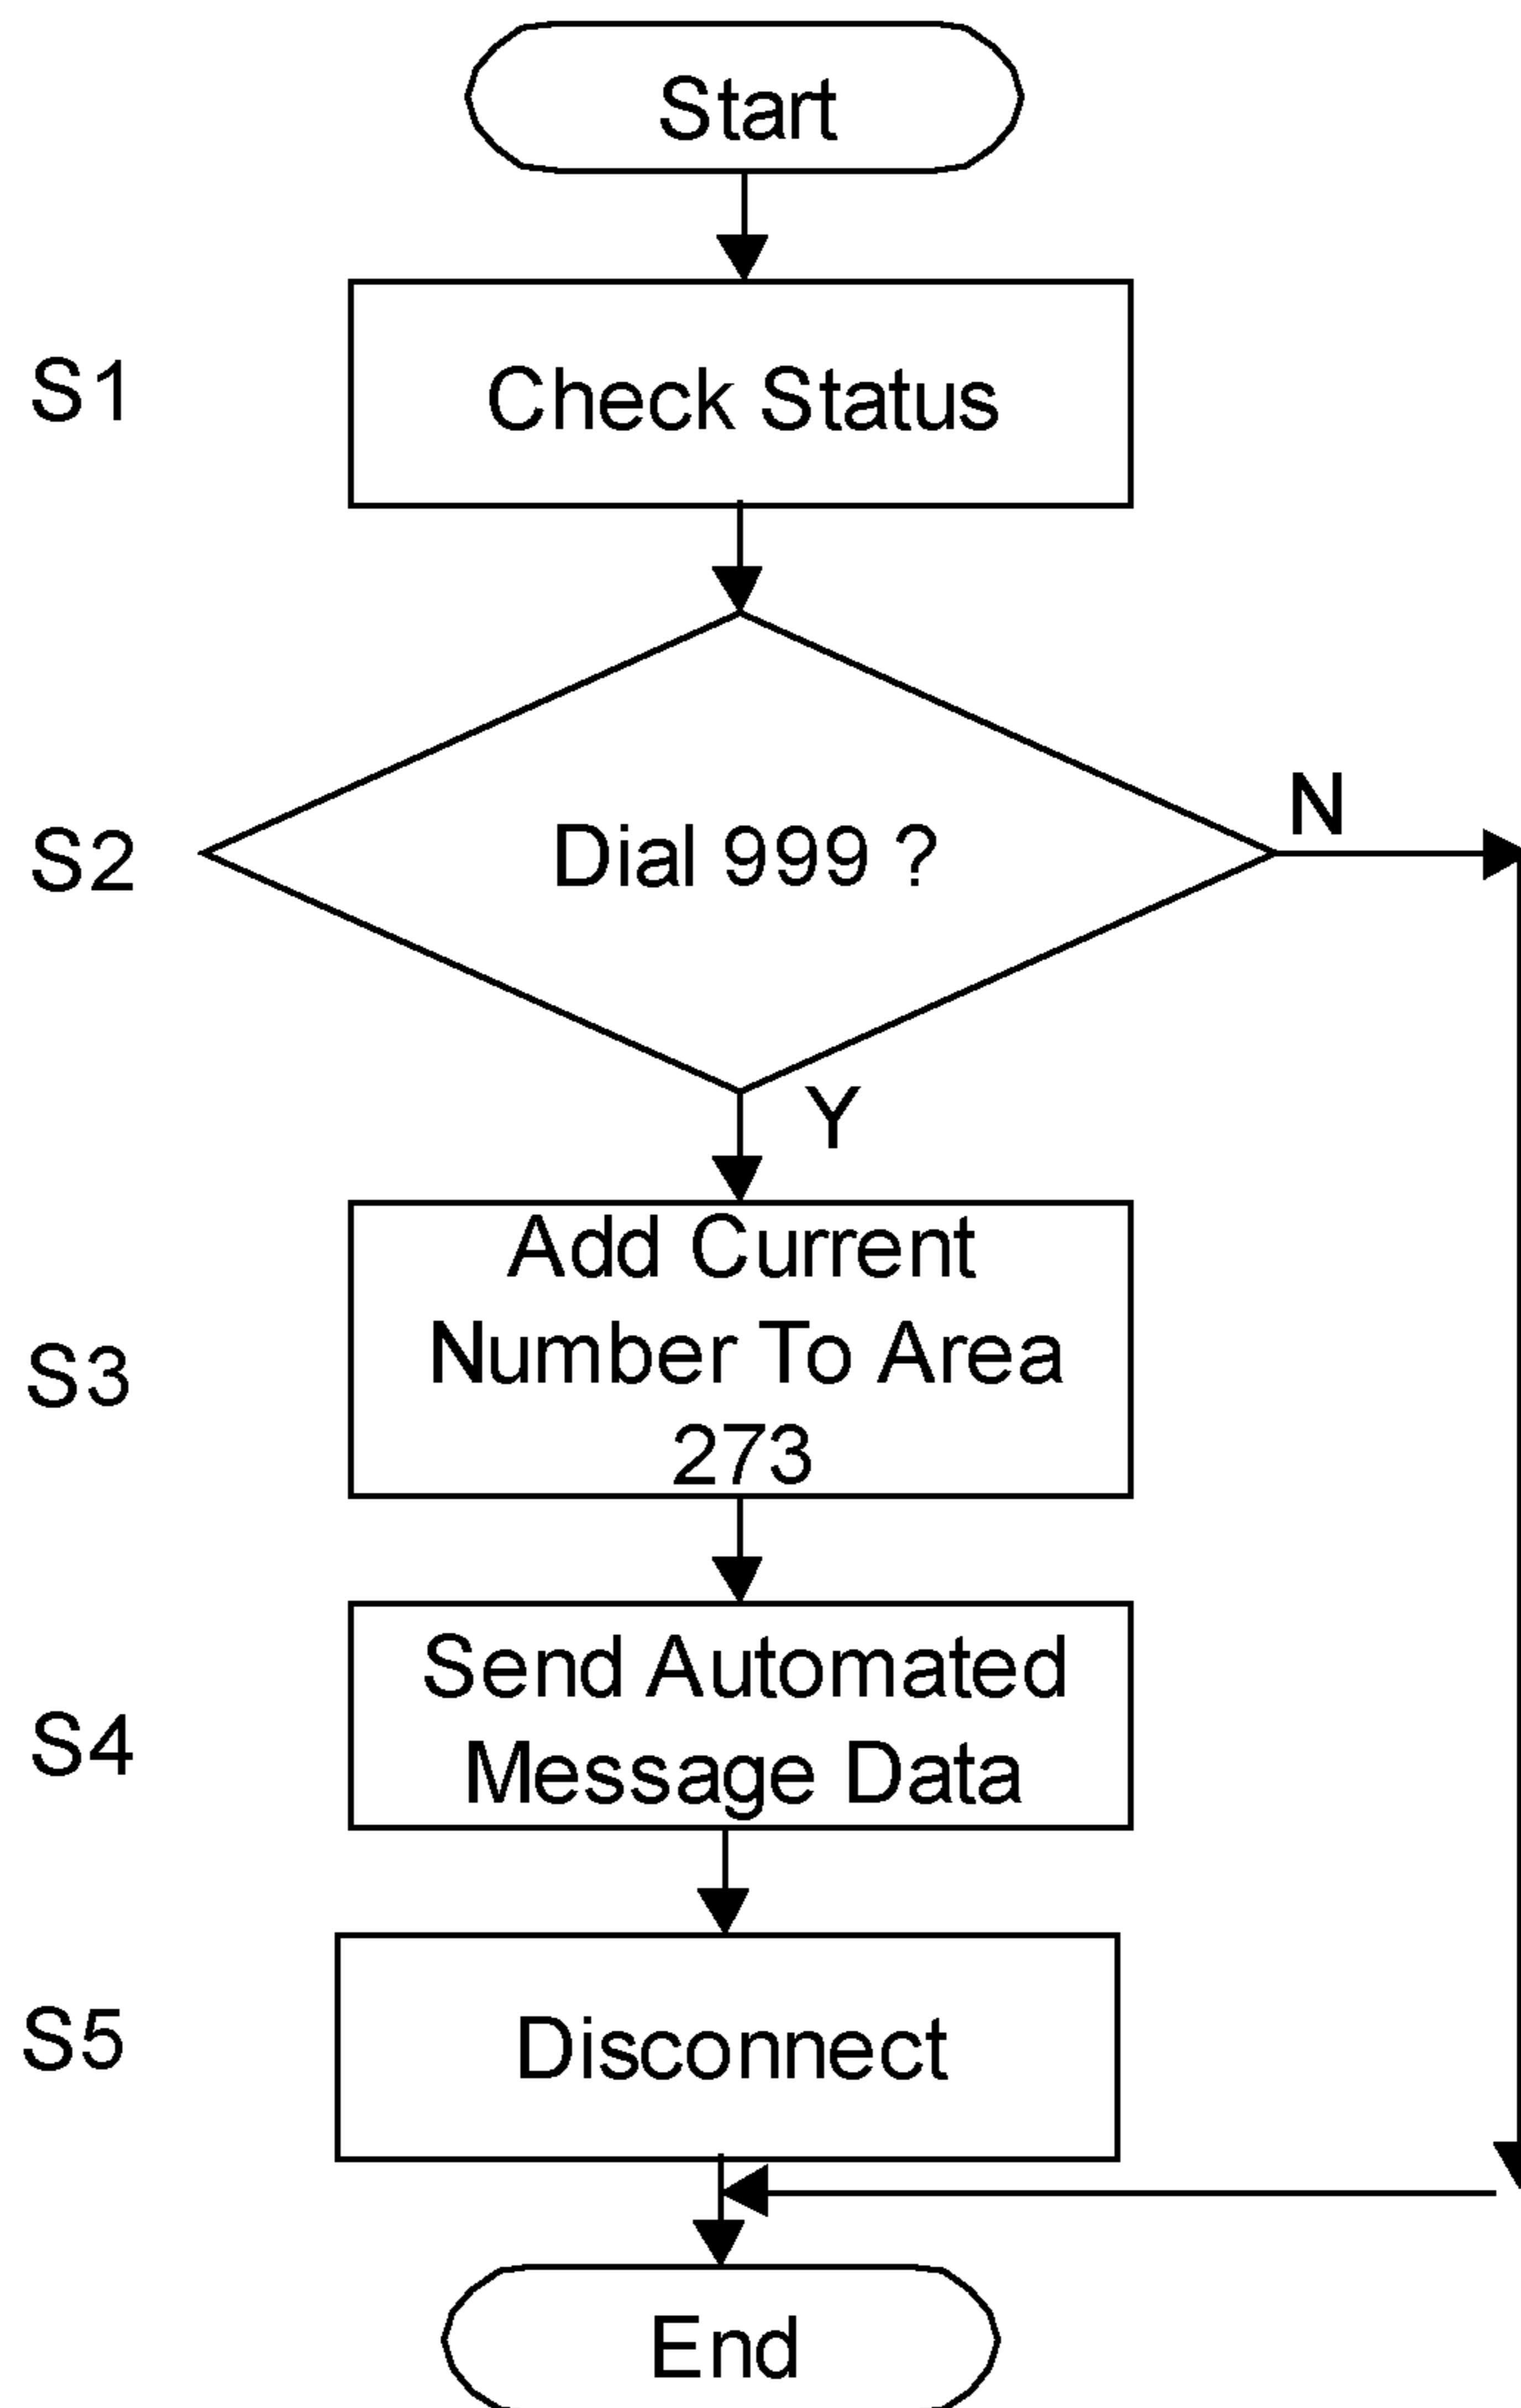 Start
S1
Check Status
S2
Dial 999 ?
N
Y
S3
Add Current
Number To Area
273
S4
Send Automated
Message Data
S5
Disconnect
End